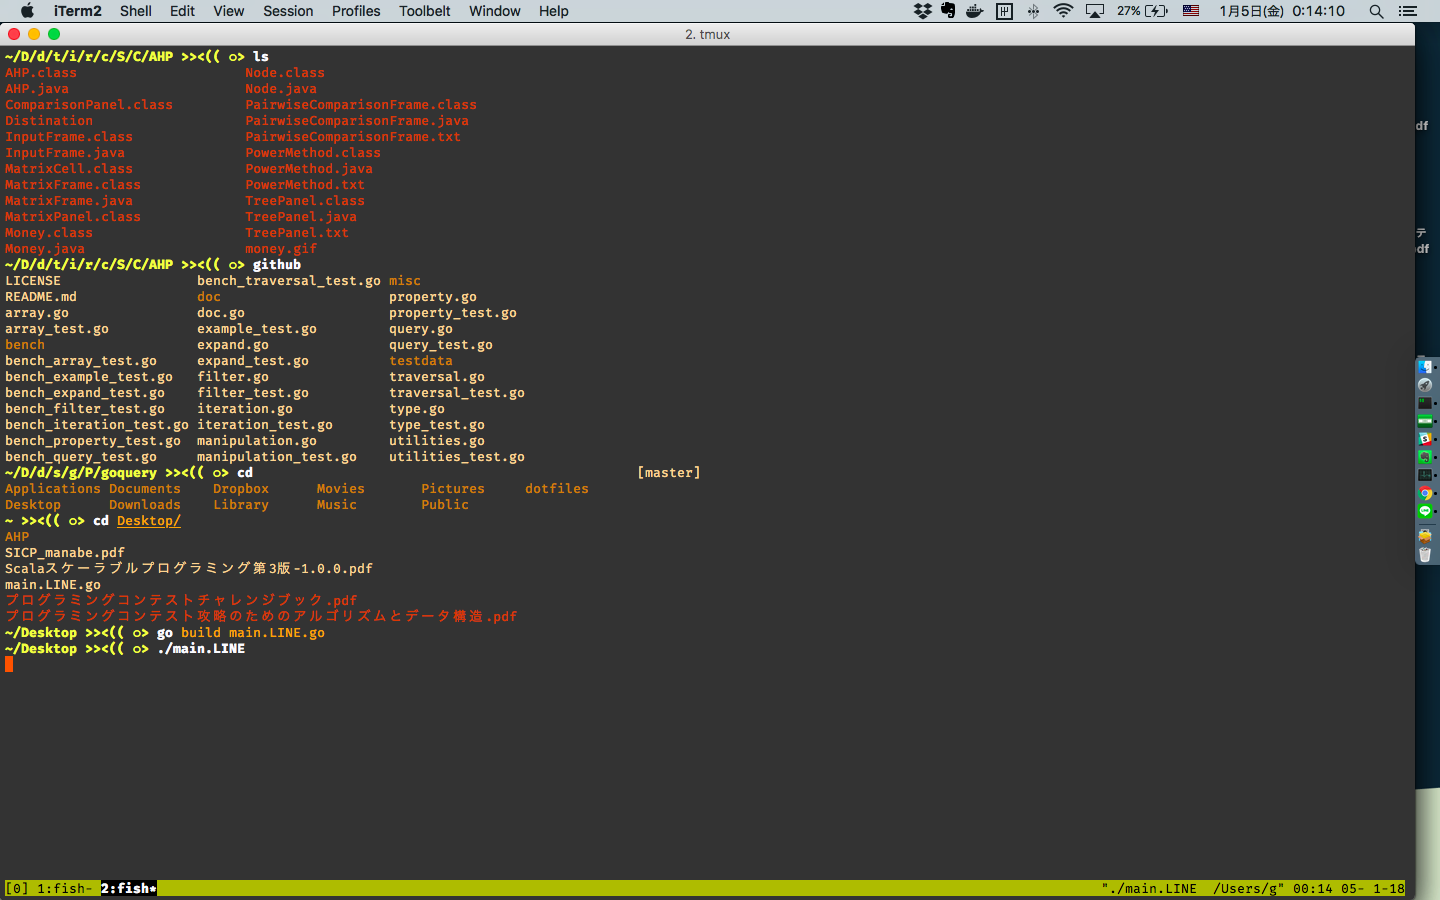 iTerm2 Shell Edit View Session Profiles Toolbelt Window Help 27% 1月5日(金) 0:14:10
2. tmux
~/D/d/t/i/r/c/S/C/AHP >><(( o> ls
AHP.class Node.class
AHP.java Node.java
ComparisonPanel.class PairwiseComparisonFrame.class
Distination PairwiseComparisonFrame.java
InputFrame.class PairwiseComparisonFrame.txt
InputFrame.java PowerMethod.class
MatrixCell.class PowerMethod.java
MatrixFrame.class PowerMethod.txt
MatrixFrame.java TreePanel.class
MatrixPanel.class TreePanel.java
Money.class TreePanel.txt
Money.java money.gif
~/D/d/t/i/r/c/S/C/AHP >><(( o> github
LICENSE bench_traversal_test.go misc
README.md doc property.go
array.go doc.go property_test.go
array_test.go example_test.go query.go
bench expand.go query_test.go
bench_array_test.go expand_test.go testdata
bench_example_test.go filter.go traversal.go
bench_expand_test.go filter_test.go traversal_test.go
bench_filter_test.go iteration.go type.go
bench_iteration_test.go iteration_test.go type_test.go
bench_property_test.go manipulation.go utilities.go
bench_query_test.go manipulation_test.go utilities_test.go
~/D/d/s/g/P/goquery >><(( o> cd [master]
Applications Documents Dropbox Movies Pictures dotfiles
Desktop Downloads Library Music Public
~ >><(( o> cd Desktop/
AHP
SICP_manabe.pdf
Scalaスケーラブルプログラミング第3版-1.0.0.pdf
main.LINE.go
プログラミングコンテストチャレンジブック.pdf
プログラミングコンテスト攻略のためのアルゴリズムとデータ構造.pdf
~/Desktop >><(( o> go build main.LINE.go
~/Desktop >><(( o> ./main.LINE
[0] 1:fish- 2:fish* "./main.LINE /Users/g" 00:14 05- 1-18
df
テ
df